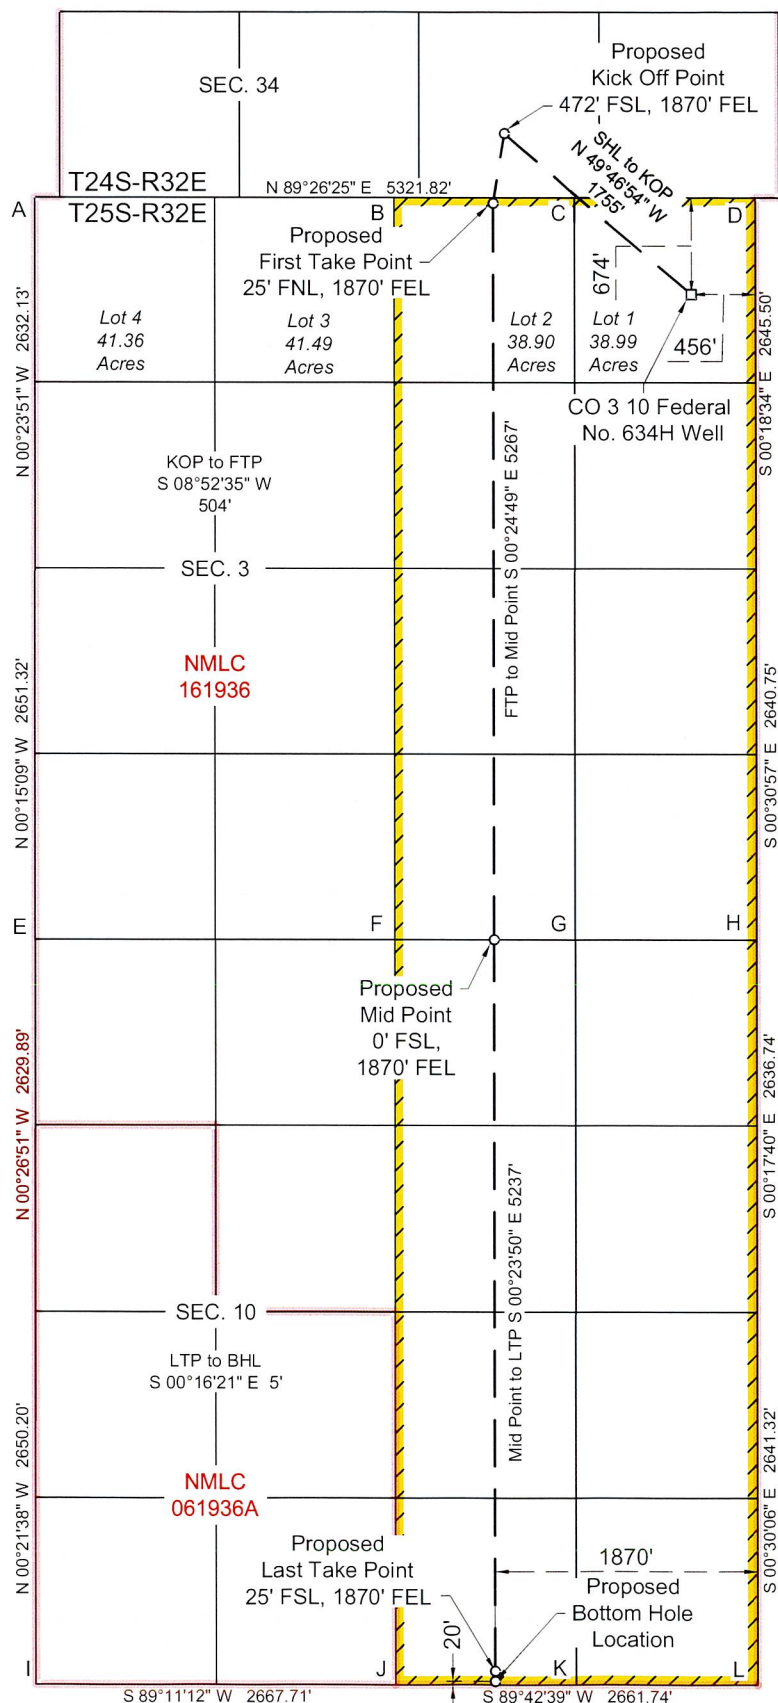 SEC. 34
Proposed
Kick Off Point
472' FSL, 1870' FEL
SHL to KOP
N 49°46'54" W
1755'
T24S-R32E
N 89°26'25" E 5321.82'
A
T25S-R32E
B
C
D
Proposed
First Take Point
25' FNL, 1870' FEL
674'
456'
N 00°23'51" W 2632.13'
S 00°18'34" E 2645.50'
Lot 4
41.36
Acres
Lot 3
41.49
Acres
Lot 2
38.90
Acres
Lot 1
38.99
Acres
CO 3 10 Federal
No. 634H Well
KOP to FTP
S 08°52'35" W
504'
FTP to Mid Point S 00°24'49" E 5267'
SEC. 3
NMLC
161936
N 00°15'09" W 2651.32'
S 00°30'57" E 2640.75'
E
F
G
H
Proposed
Mid Point
0' FSL,
1870' FEL
N 00°26'51" W 2629.89'
S 00°17'40" E 2636.74'
Mid Point to LTP S 00°23'50" E 5237'
SEC. 10
LTP to BHL
S 00°16'21" E 5'
NMLC
061936A
N 00°21'38" W 2650.20'
S 00°30'06" E 2641.32'
Proposed
Last Take Point
25' FSL, 1870' FEL
1870'
Proposed
Bottom Hole
Location
20'
I
J
K
L
S 89°11'12" W 2667.71'
S 89°42'39" W 2661.74'